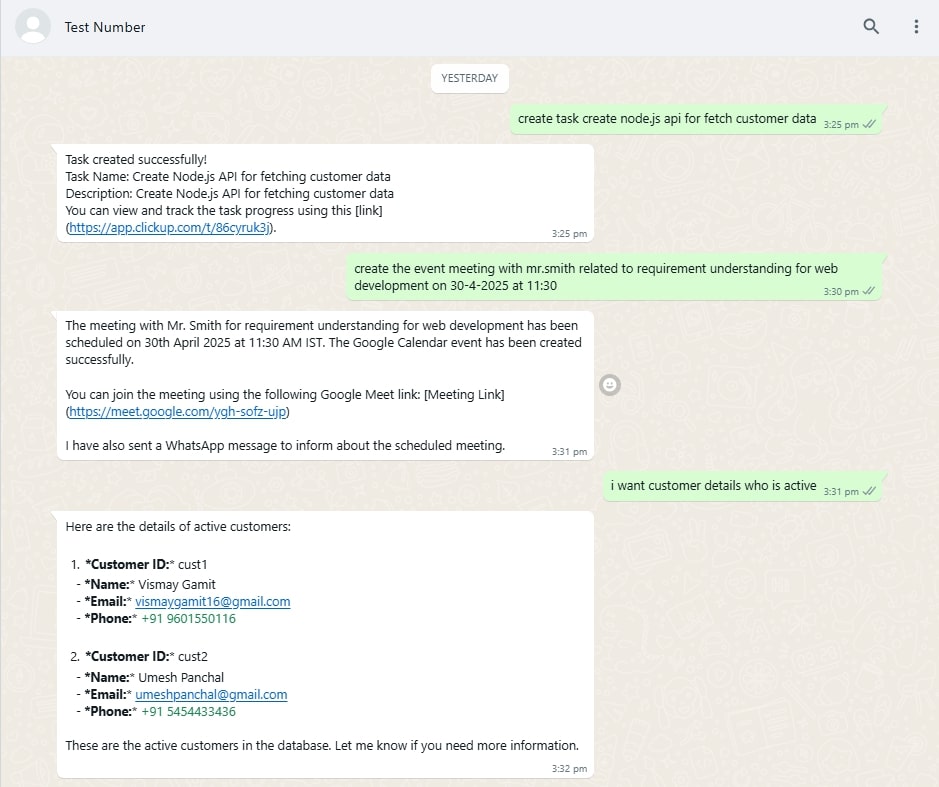 Test Number
YESTERDAY
create task create node.js api for fetch customer data 3:25 pm
Task created successfully!
Task Name: Create Node.js API for fetching customer data
Description: Create Node.js API for fetching customer data
You can view and track the task progress using this [link]
(https://app.clickup.com/t/86cyruk3j).
3:25 pm
create the event meeting with mr.smith related to requirement understanding for web
development on 30-4-2025 at 11:30
3:30 pm
The meeting with Mr. Smith for requirement understanding for web development has been
scheduled on 30th April 2025 at 11:30 AM IST. The Google Calendar event has been created
successfully.
You can join the meeting using the following Google Meet link: [Meeting Link]
(https://meet.google.com/ygh-sofz-ujp)
I have also sent a WhatsApp message to inform about the scheduled meeting.
3:31 pm
i want customer details who is active 3:31 pm
Here are the details of active customers:
1. *Customer ID:* cust1
- *Name:* Vismay Gamit
- *Email:* vismaygamit16@gmail.com
- *Phone:* +91 9601550116
2. *Customer ID:* cust2
- *Name:* Umesh Panchal
- *Email:* umeshpanchal@gmail.com
- *Phone:* +91 5454433436
These are the active customers in the database. Let me know if you need more information.
3:32 pm